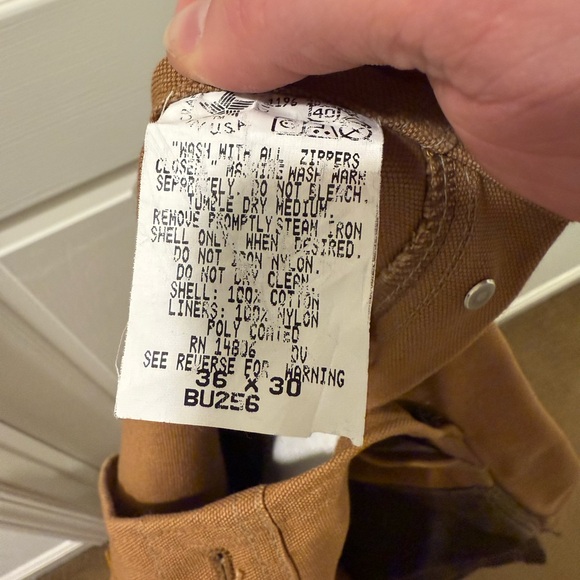 U.S.A.
40
"WASH WITH ALL ZIPPERS
CLOSED" MACHINE WASH WARM
SEPARATELY. DO NOT BLEACH.
TUMBLE DRY MEDIUM
REMOVE PROMPTLY STEAM IRON
SHELL ONLY. WHEN DESIRED.
DO NOT IRON NYLON.
DO NOT DRY CLEAN
SHELL: 100% COTTON
LINERS: 100% NYLON
POLY COATED
RN 14806 DV
SEE REVERSE FOR WARNING
36 X 30
BU256